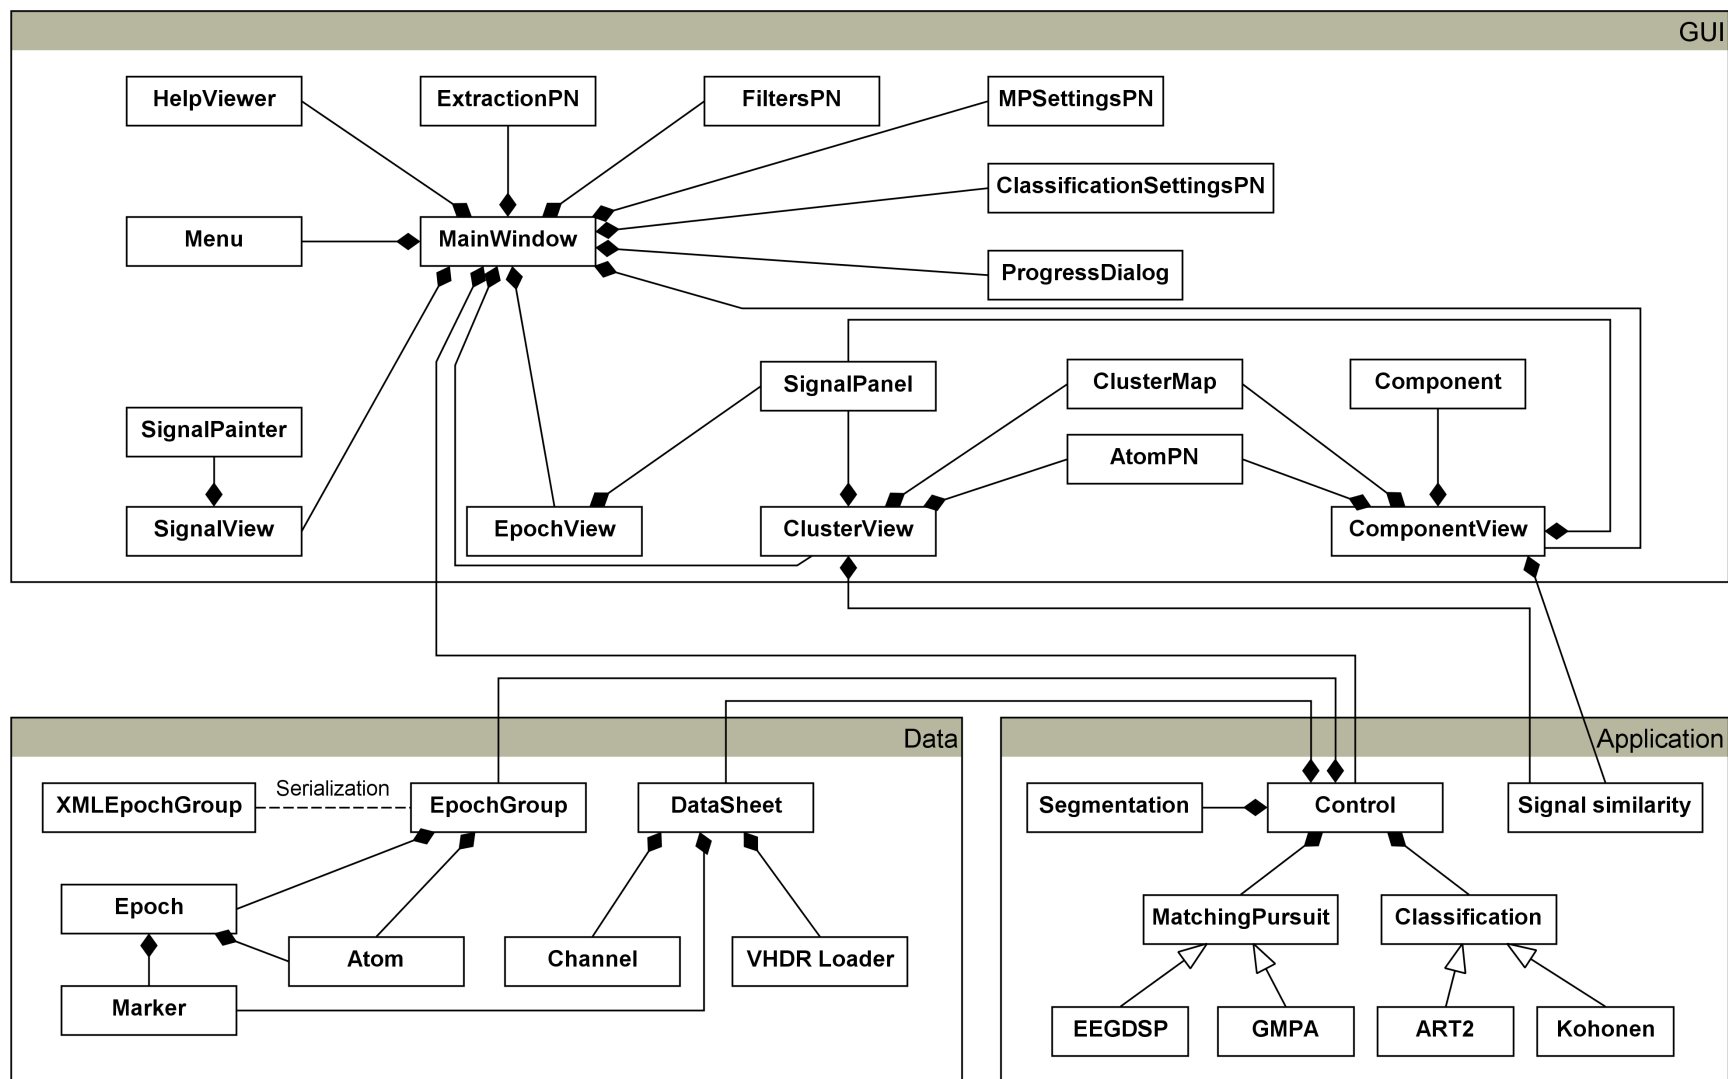 GUI
HelpViewer
ExtractionPN
FiltersPN
MPSettingsPN
ClassificationSettingsPN
Menu
MainWindow
ProgressDialog
SignalPanel
ClusterMap
Component
SignalPainter
AtomPN
SignalView
EpochView
ClusterView
ComponentView
Data
Application
Serialization
XMLEpochGroup
EpochGroup
DataSheet
Segmentation
Control
Signal similarity
Epoch
MatchingPursuit
Classification
Atom
Channel
VHDR Loader
Marker
EEGDSP
GMPA
ART2
Kohonen